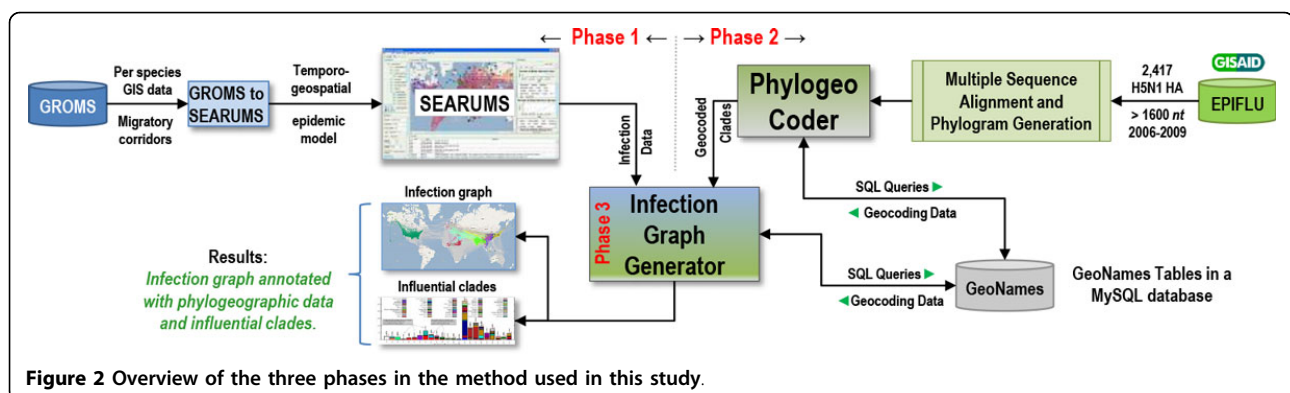 ← Phase 1 ←
→ Phase 2 →
GROMS
Per species
GIS data
Migratory
corridors
GROMS to
SEARUMS
Temporo-
geospatial
epidemic
model
SEARUMS
Infection
Data
Geocoded
Clades
Phylogeo
Coder
Multiple Sequence
Alignment and
Phylogram Generation
2,417
H5N1 HA
> 1600 nt
2006-2009
GISAID
EPIFLU
SQL Queries ►
◄ Geocoding Data
Phase 3
Infection
Graph
Generator
SQL Queries ►
◄ Geocoding Data
GeoNames
GeoNames Tables in a
MySQL database
Infection graph
Influential clades
Results:
Infection graph annotated
with phylogeographic data
and influential clades.
Figure 2 Overview of the three phases in the method used in this study.